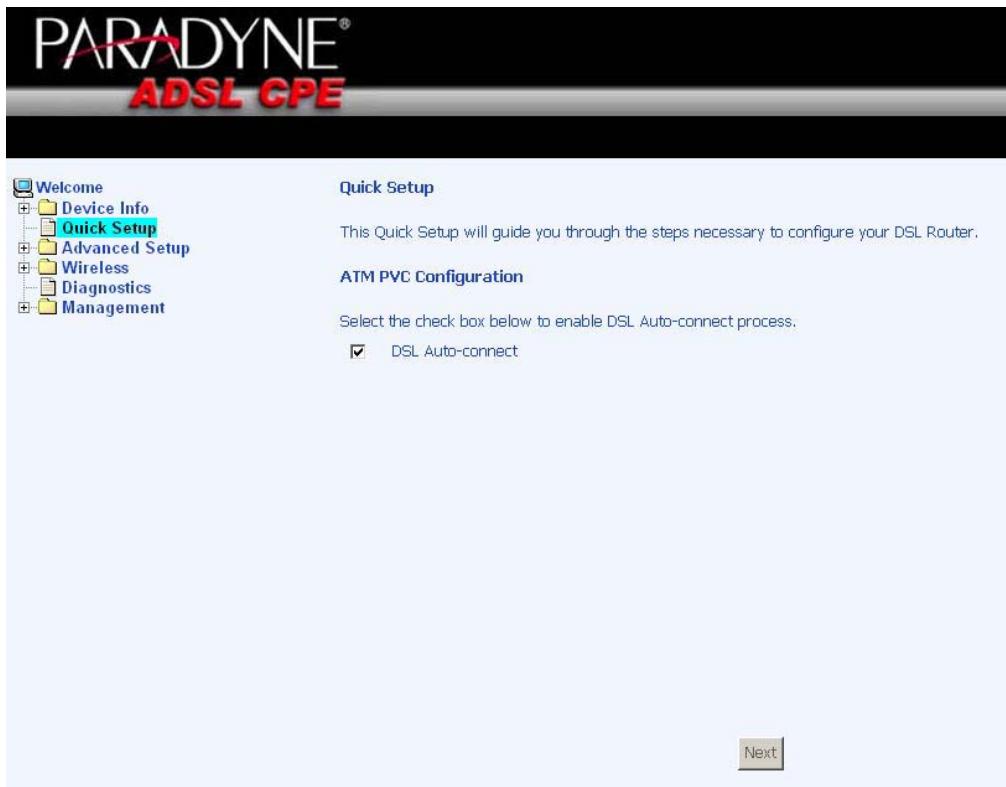 PARADYNE®
ADSL CPE
Welcome
Device Info
Quick Setup
Advanced Setup
Wireless
Diagnostics
Management
Quick Setup
This Quick Setup will guide you through the steps necessary to configure your DSL Router.
ATM PVC Configuration
Select the check box below to enable DSL Auto-connect process.
DSL Auto-connect
Next